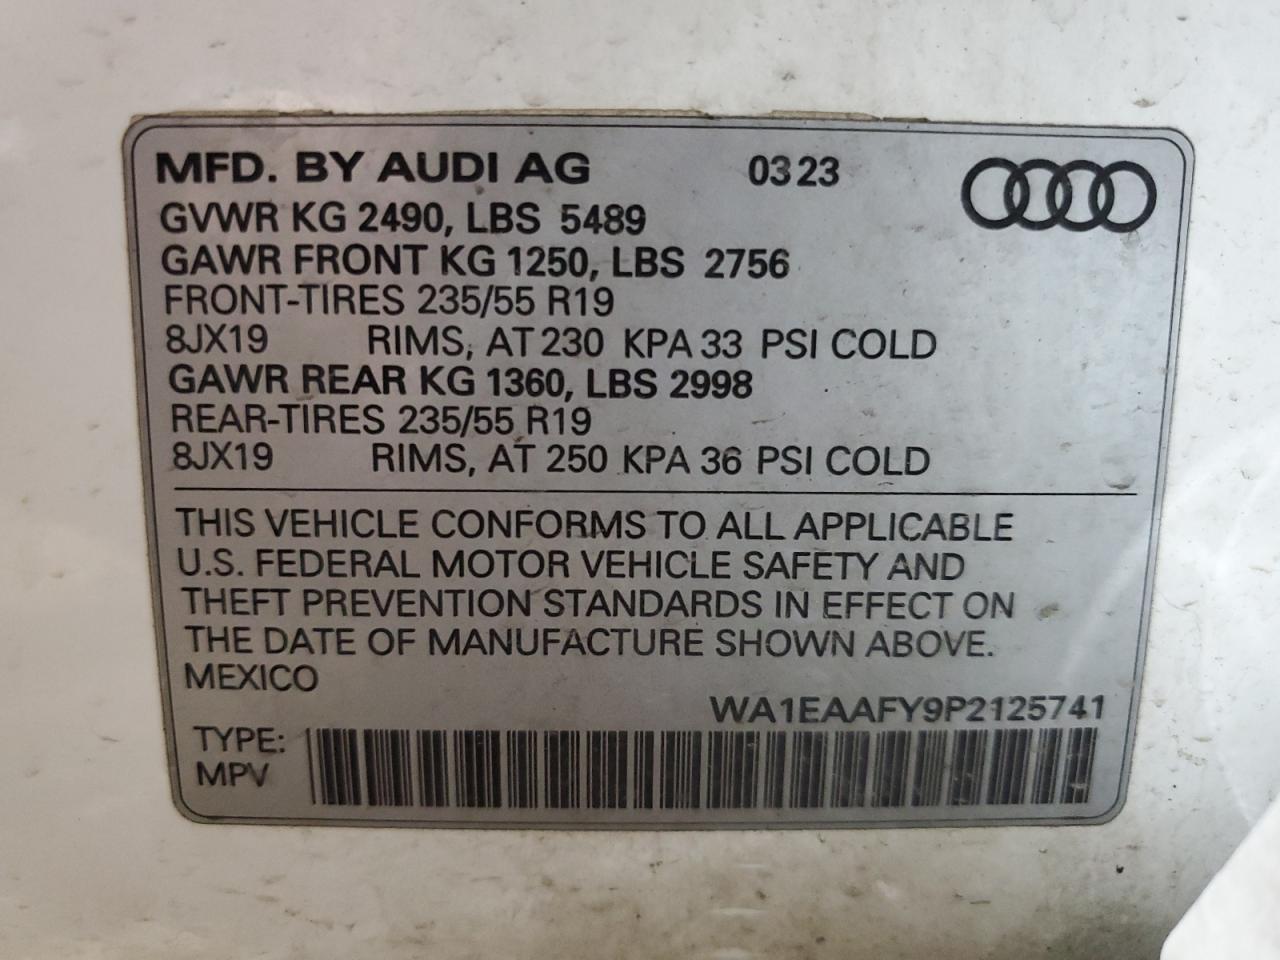 MFD. BY AUDI AG 03 23
GVWR KG 2490, LBS 5489
GAWR FRONT KG 1250, LBS 2756
FRONT-TIRES 235/55 R19
8JX19 RIMS, AT 230 KPA 33 PSI COLD
GAWR REAR KG 1360, LBS 2998
REAR-TIRES 235/55 R19
8JX19 RIMS, AT 250 KPA 36 PSI COLD
THIS VEHICLE CONFORMS TO ALL APPLICABLE
U.S. FEDERAL MOTOR VEHICLE SAFETY AND
THEFT PREVENTION STANDARDS IN EFFECT ON
THE DATE OF MANUFACTURE SHOWN ABOVE.
MEXICO
WA1EAAFY9P2125741
TYPE:
MPV